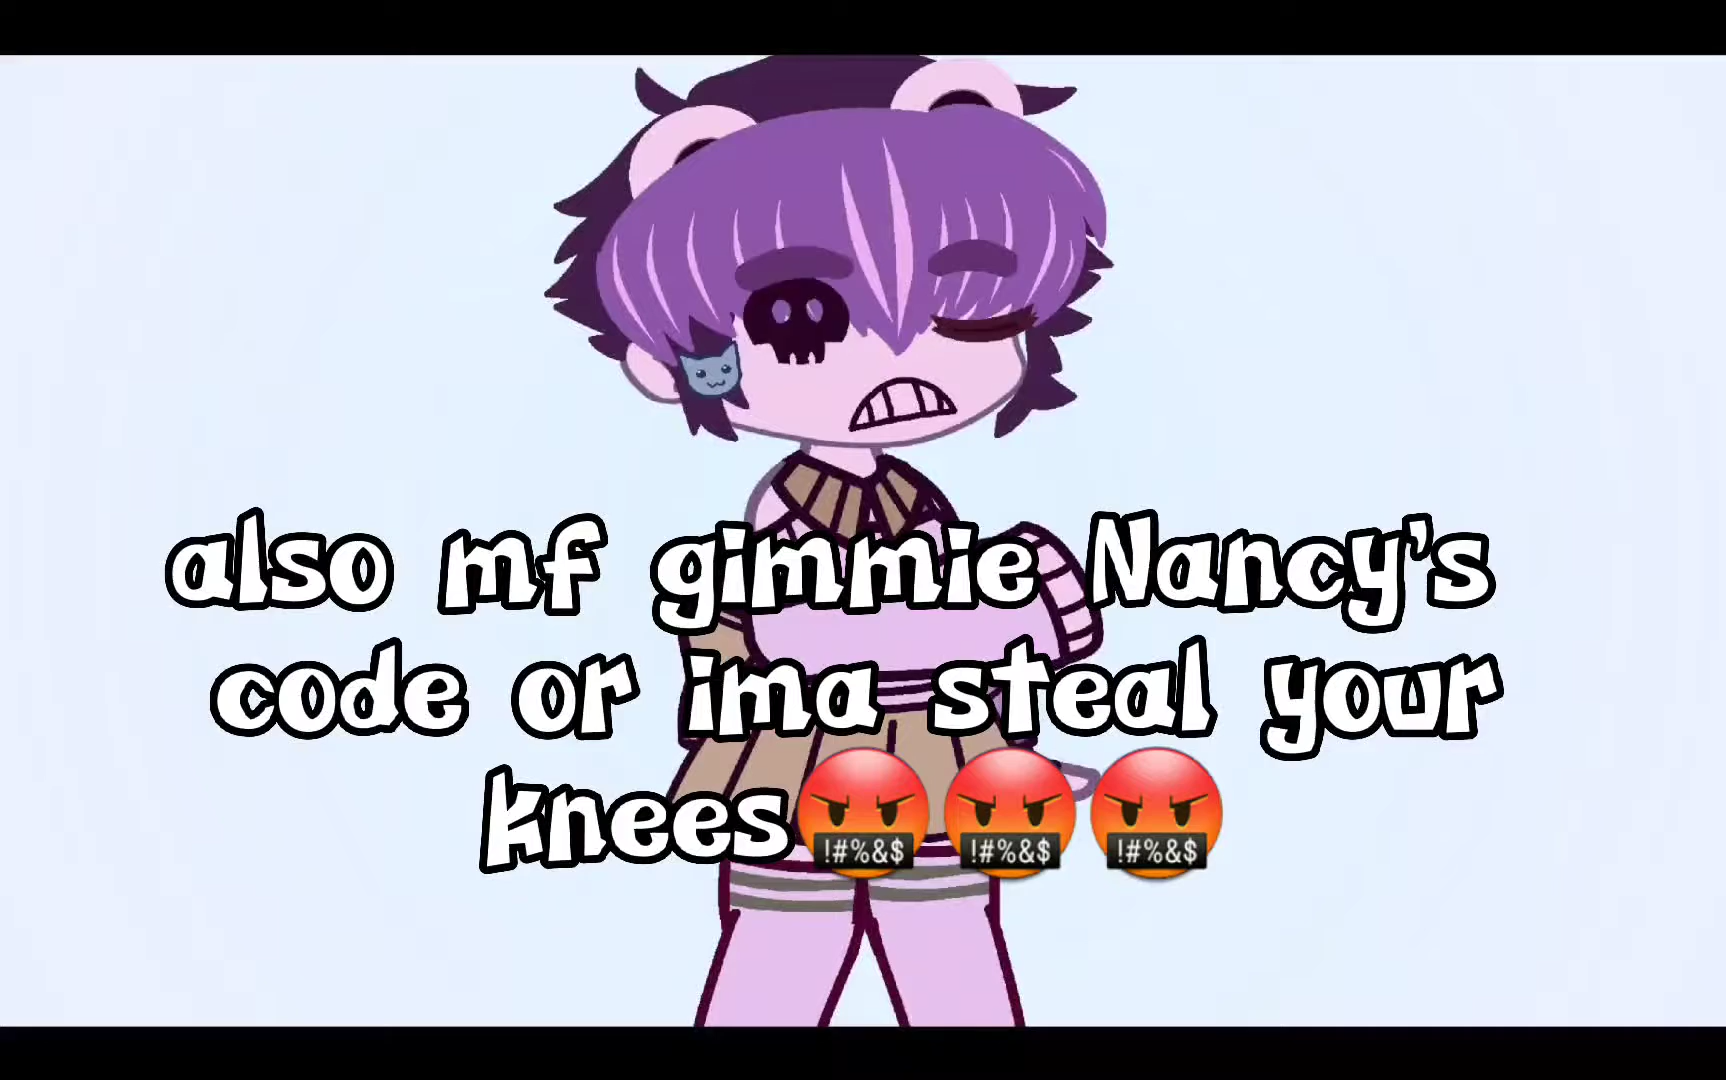 also mf gimmie Nancy's
code or ima steal your
knees🤬🤬🤬